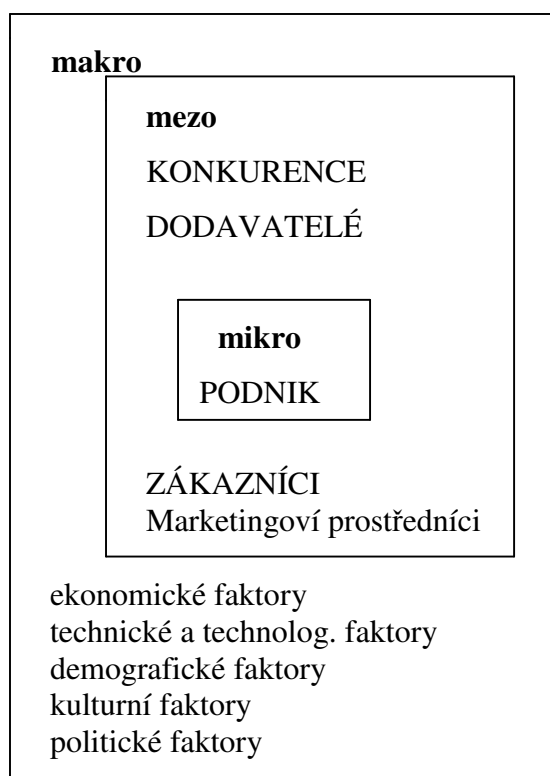 makro
mezo
KONKURENCE
DODAVATELÉ
mikro
PODNIK
ZÁKAZNÍCI
Marketingoví prostředníci
ekonomické faktory
technické a technolog. faktory
demografické faktory
kulturní faktory
politické faktory